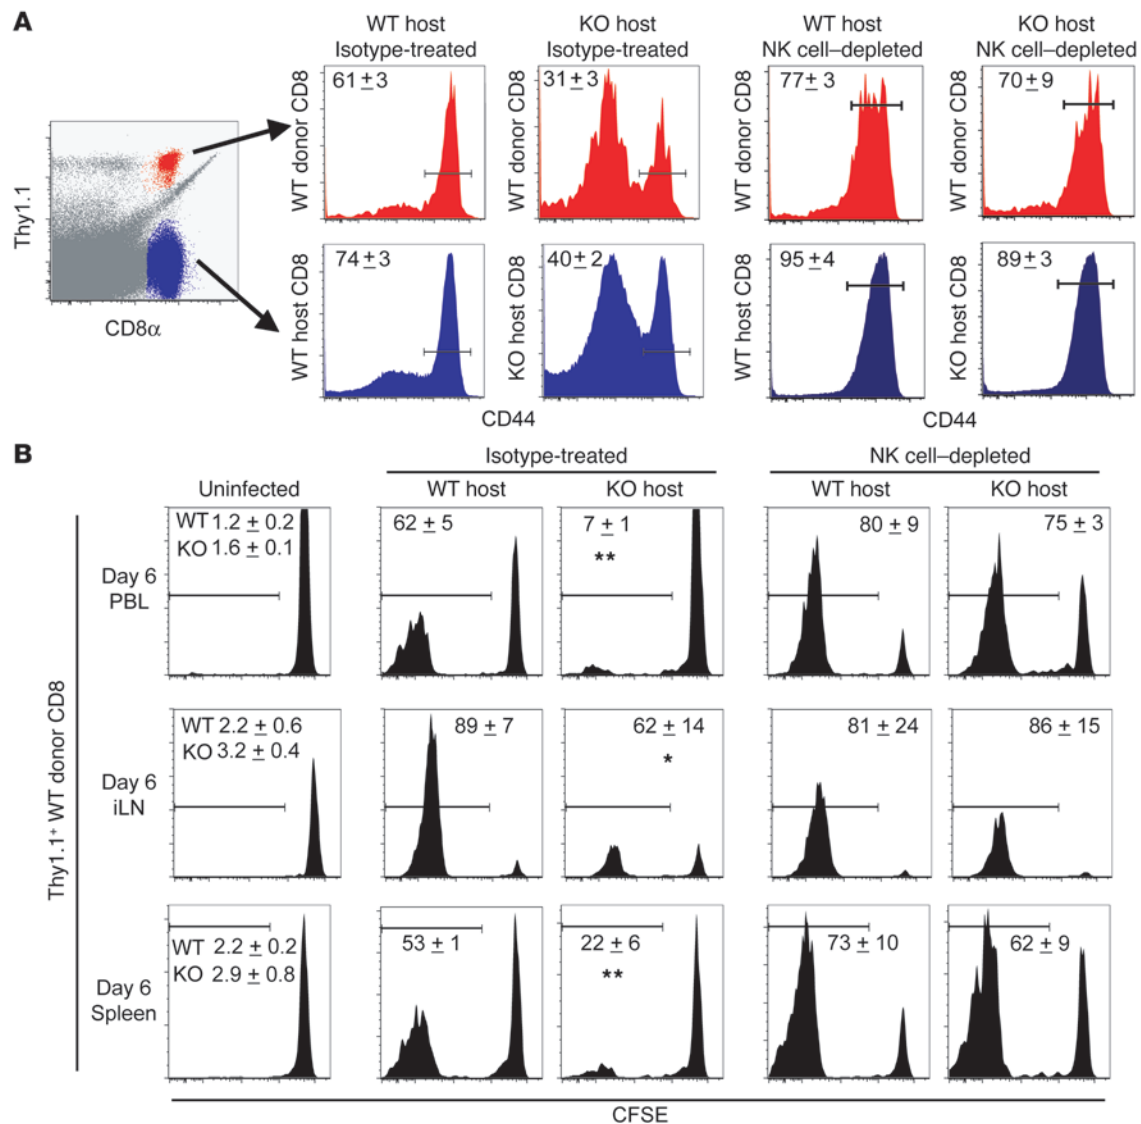 A
WT host
Isotype-treated
KO host
Isotype-treated
WT host
NK cell–depleted
KO host
NK cell–depleted
Thy1.1
CD8α
WT donor CD8
61 ± 3
WT donor CD8
31 ± 3
WT donor CD8
77 ± 3
WT donor CD8
70 ± 9
WT host CD8
74 ± 3
KO host CD8
40 ± 2
WT host CD8
95 ± 4
KO host CD8
89 ± 3
CD44
CD44
B
Isotype-treated
NK cell–depleted
Uninfected
WT host
KO host
WT host
KO host
Thy1.1+ WT donor CD8
Day 6
PBL
WT 1.2 ± 0.2
KO 1.6 ± 0.1
62 ± 5
7 ± 1
**
80 ± 9
75 ± 3
Day 6
iLN
WT 2.2 ± 0.6
KO 3.2 ± 0.4
89 ± 7
62 ± 14
*
81 ± 24
86 ± 15
Day 6
Spleen
WT 2.2 ± 0.2
KO 2.9 ± 0.8
53 ± 1
22 ± 6
**
73 ± 10
62 ± 9
CFSE